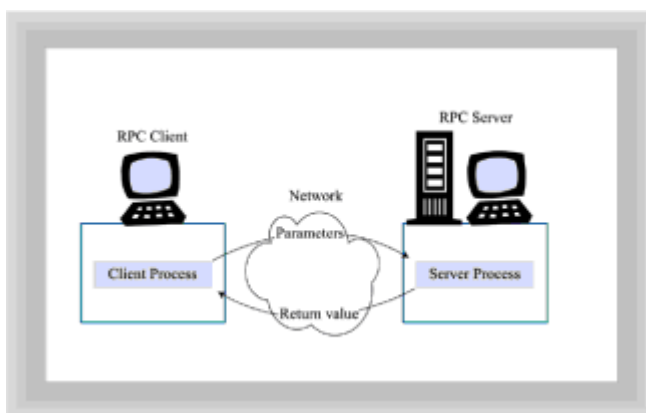 RPC Server
RPC Client
Network
Parameters
Client Process
Server Process
Return value